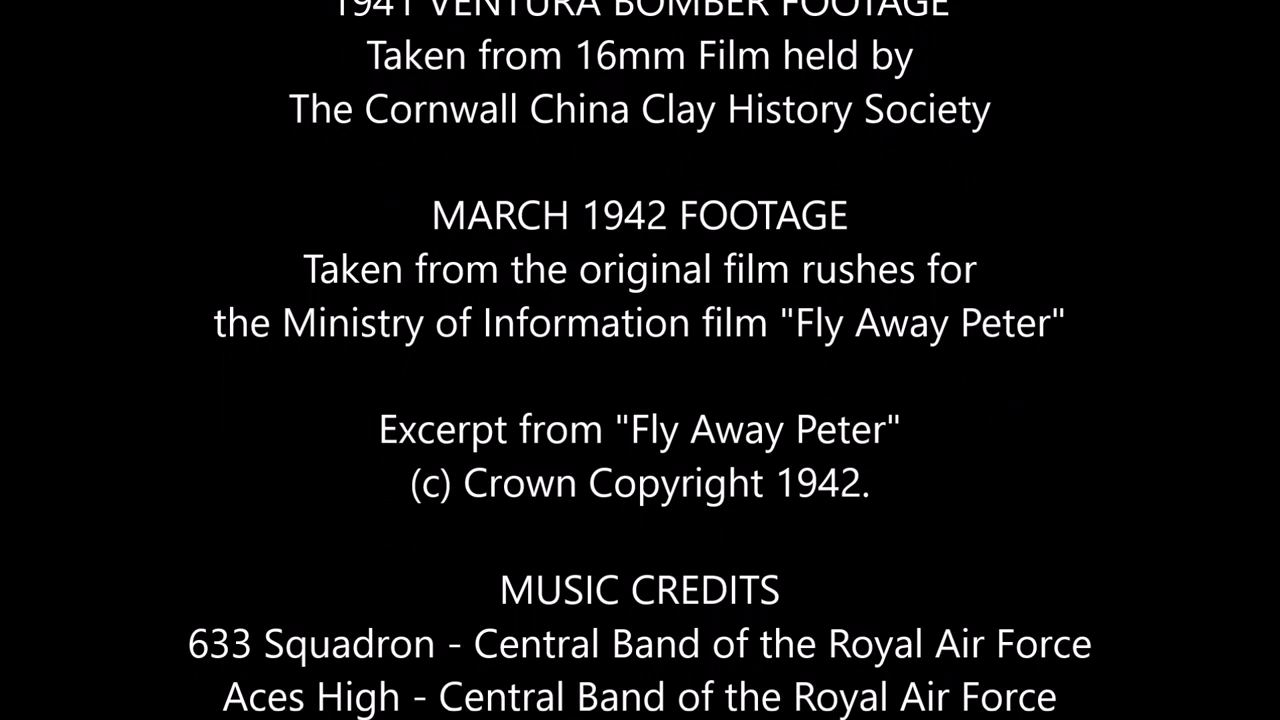 1941 VENTURA BOMBER FOOTAGE
Taken from 16mm Film held by
The Cornwall China Clay History Society
MARCH 1942 FOOTAGE
Taken from the original film rushes for
the Ministry of Information film "Fly Away Peter"
Excerpt from "Fly Away Peter"
(c) Crown Copyright 1942.
MUSIC CREDITS
633 Squadron - Central Band of the Royal Air Force
Aces High - Central Band of the Royal Air Force